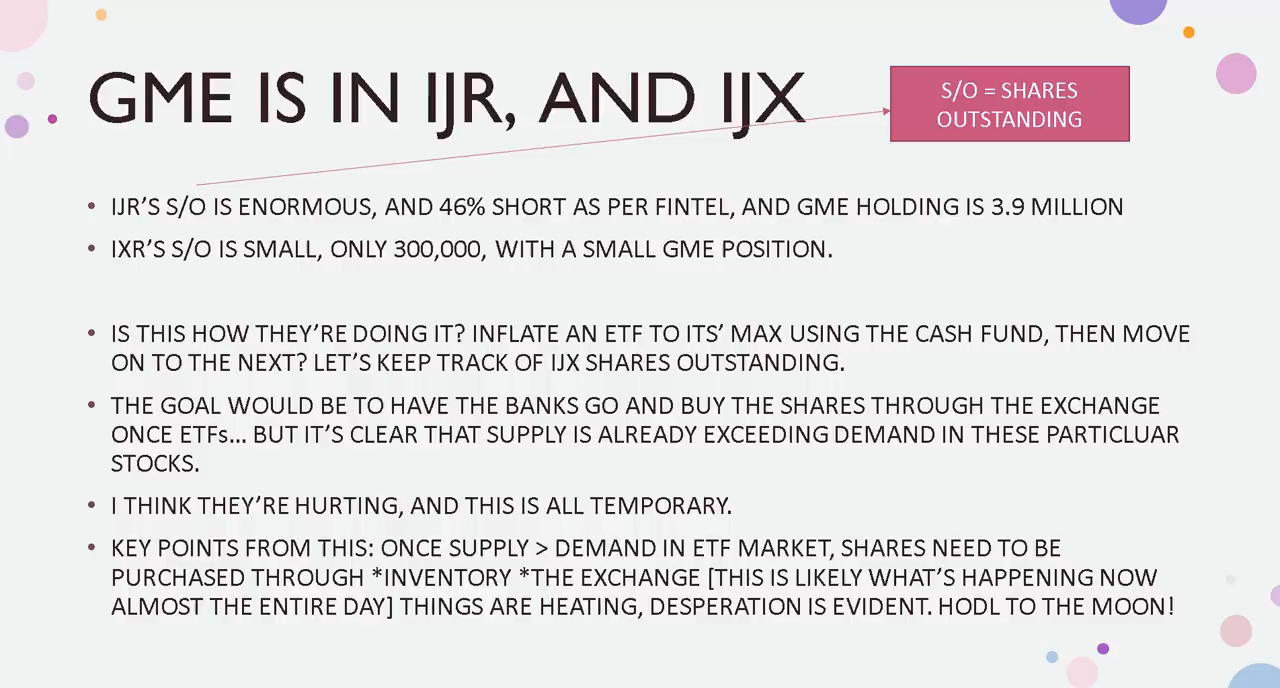 GME IS IN IJR, AND IJX
S/O = SHARES
OUTSTANDING
• IJR’S S/O IS ENORMOUS, AND 46% SHORT AS PER FINTEL, AND GME HOLDING IS 3.9 MILLION
• IXR’S S/O IS SMALL, ONLY 300,000, WITH A SMALL GME POSITION.
• IS THIS HOW THEY’RE DOING IT? INFLATE AN ETF TO ITS’ MAX USING THE CASH FUND, THEN MOVE
ON TO THE NEXT? LET’S KEEP TRACK OF IJX SHARES OUTSTANDING.
• THE GOAL WOULD BE TO HAVE THE BANKS GO AND BUY THE SHARES THROUGH THE EXCHANGE
ONCE ETFs… BUT IT’S CLEAR THAT SUPPLY IS ALREADY EXCEEDING DEMAND IN THESE PARTICLUAR
STOCKS.
• I THINK THEY’RE HURTING, AND THIS IS ALL TEMPORARY.
• KEY POINTS FROM THIS: ONCE SUPPLY > DEMAND IN ETF MARKET, SHARES NEED TO BE
PURCHASED THROUGH *INVENTORY *THE EXCHANGE [THIS IS LIKELY WHAT’S HAPPENING NOW
ALMOST THE ENTIRE DAY] THINGS ARE HEATING, DESPERATION IS EVIDENT. HODL TO THE MOON!